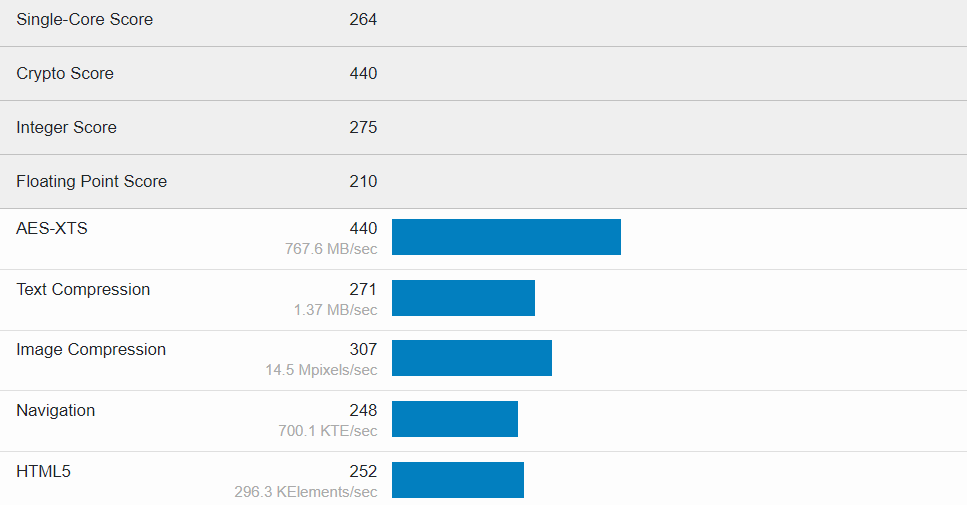 Single-Core Score 264
Crypto Score 440
Integer Score 275
Floating Point Score 210
AES-XTS 440
767.6 MB/sec
Text Compression 271
1.37 MB/sec
Image Compression 307
14.5 Mpixels/sec
Navigation 248
700.1 KTE/sec
HTML5 252
296.3 KElements/sec